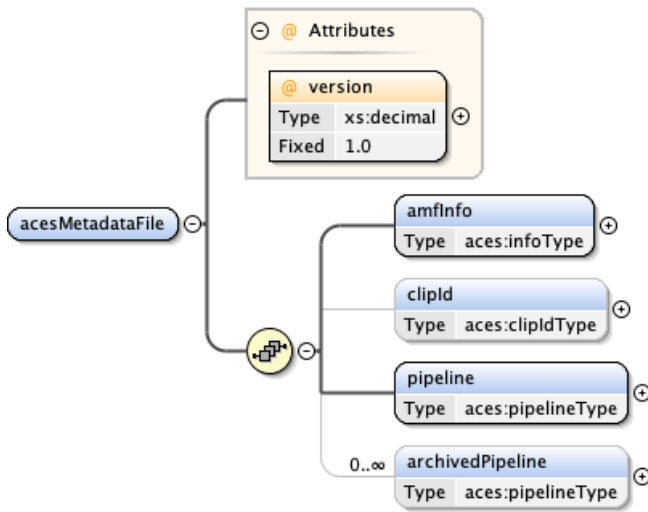 @ Attributes
@ version
Type xs:decimal
Fixed 1.0
acesMetadataFile
amfInfo
Type aces:infoType
clipId
Type aces:clipIdType
pipeline
Type aces:pipelineType
0..∞
archivedPipeline
Type aces:pipelineType